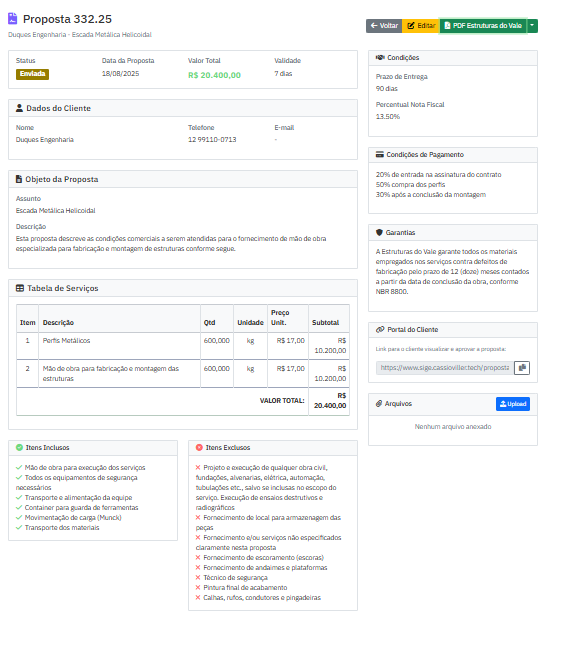 Proposta 332.25
Duques Engenharia - Escada Metálica Helicoidal
Voltar
Editar
PDF Estruturas do Vale
Status
Data da Proposta
Valor Total
Validade
Enviada
18/08/2025
R$ 20.400,00
7 dias
Dados do Cliente
Nome
Telefone
E-mail
Duques Engenharia
12 99110-0713
-
Objeto da Proposta
Assunto
Escada Metálica Helicoidal
Descrição
Esta proposta descreve as condições comerciais a serem atendidas para o fornecimento de mão de obra
especializada para fabricação e montagem de estruturas conforme segue.
Tabela de Serviços
Item Descrição Qtd Unidade Preço Unit. Subtotal
1 Perfis Metálicos 600,000 kg R$ 17,00 R$ 10.200,00
2 Mão de obra para fabricação e montagem das
estruturas 600,000 kg R$ 17,00 R$ 10.200,00
VALOR TOTAL: R$ 20.400,00
Itens Inclusos
Mão de obra para execução dos serviços
Todos os equipamentos de segurança
necessários
Transporte e alimentação da equipe
Container para guarda de ferramentas
Movimentação de carga (Munck)
Transporte dos materiais
Itens Exclusos
Projeto e execução de qualquer obra civil,
fundações, alvenarias, elétrica, automação,
tubulações etc., salvo se inclusas no escopo do
serviço. Execução de ensaios destrutivos e
radiográficos
Fornecimento de local para armazenagem das
peças
Fornecimento e/ou serviços não especificados
claramente nesta proposta
Fornecimento de escoramento (escoras)
Fornecimento de andaimes e plataformas
Técnico de segurança
Pintura final de acabamento
Calhas, rufos, condutores e pingadeiras
Condições
Prazo de Entrega
90 dias
Percentual Nota Fiscal
13.50%
Condições de Pagamento
20% de entrada na assinatura do contrato
50% compra dos perfis
30% após a conclusão da montagem
Garantias
A Estruturas do Vale garante todos os materiais
empregados nos serviços contra defeitos de
fabricação pelo prazo de 12 (doze) meses contados
a partir da data de conclusão da obra, conforme
NBR 8800.
Portal do Cliente
Link para o cliente visualizar e aprovar a proposta:
https://www.sige.cassioviller.tech/proposta
Arquivos
Upload
Nenhum arquivo anexado